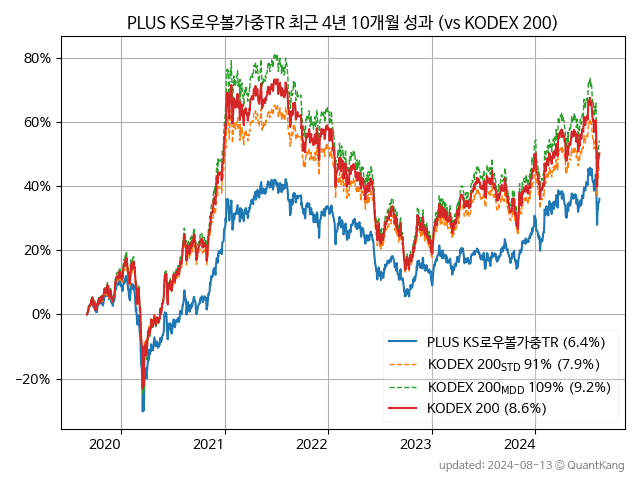 PLUS KS로우볼가중TR 최근 4년 10개월 성과 (vs KODEX 200)
80%
60%
40%
20%
0%
−20%
PLUS KS로우볼가중TR (6.4%)
KODEX 200STD 91% (7.9%)
KODEX 200MDD 109% (9.2%)
KODEX 200 (8.6%)
2020 2021 2022 2023 2024
updated: 2024-08-13 © QuantKang